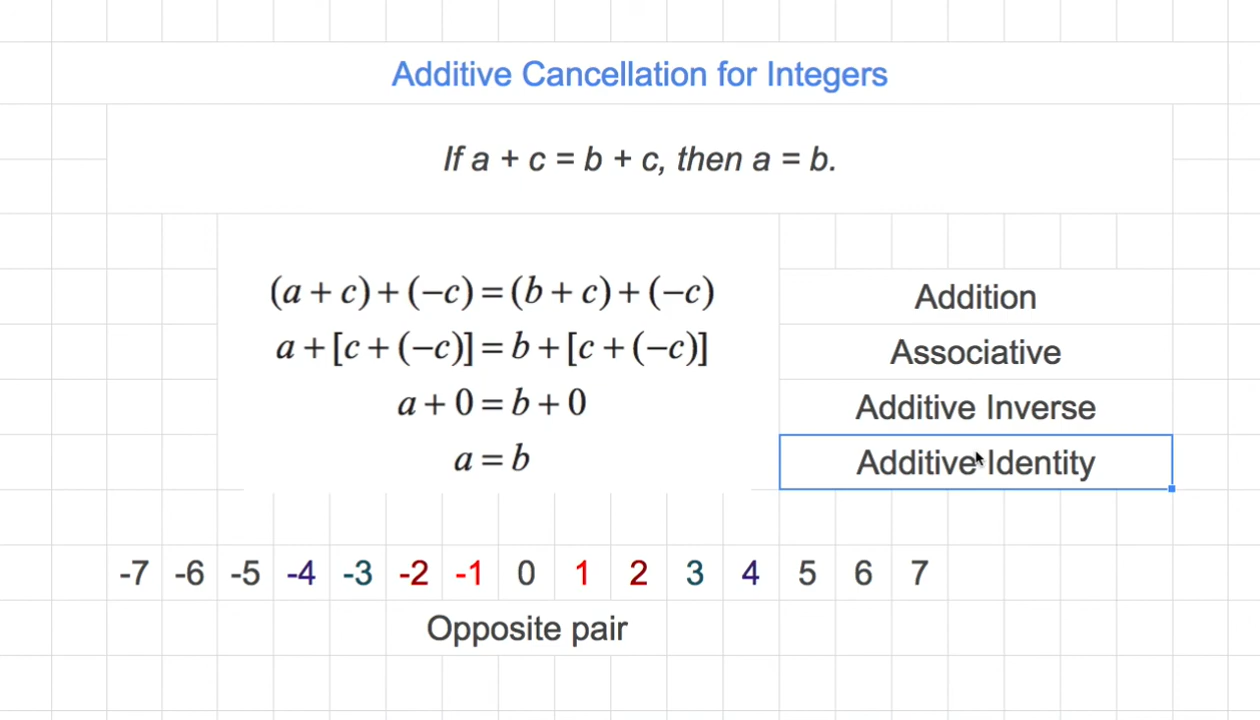 Additive Cancellation for Integers
If a + c = b + c, then a = b.
(a + c) + (−c) = (b + c) + (−c) Addition
a + [c + (−c)] = b + [c + (−c)] Associative
a + 0 = b + 0 Additive Inverse
a = b Additive Identity
-7 -6 -5 -4 -3 -2 -1 0 1 2 3 4 5 6 7
Opposite pair